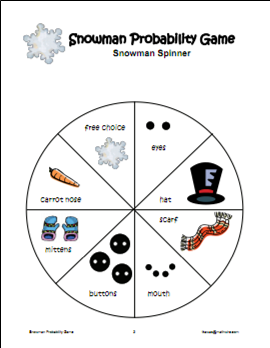 Snowman Probability Game
Snowman Spinner
free choice
eyes
carrot nose
hat
scarf
mittens
buttons
mouth
Snowman Probability Game